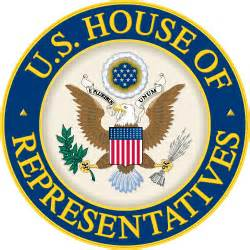 U.S. HOUSE OF
REPRESENTATIVES
E PLURIBUS UNUM